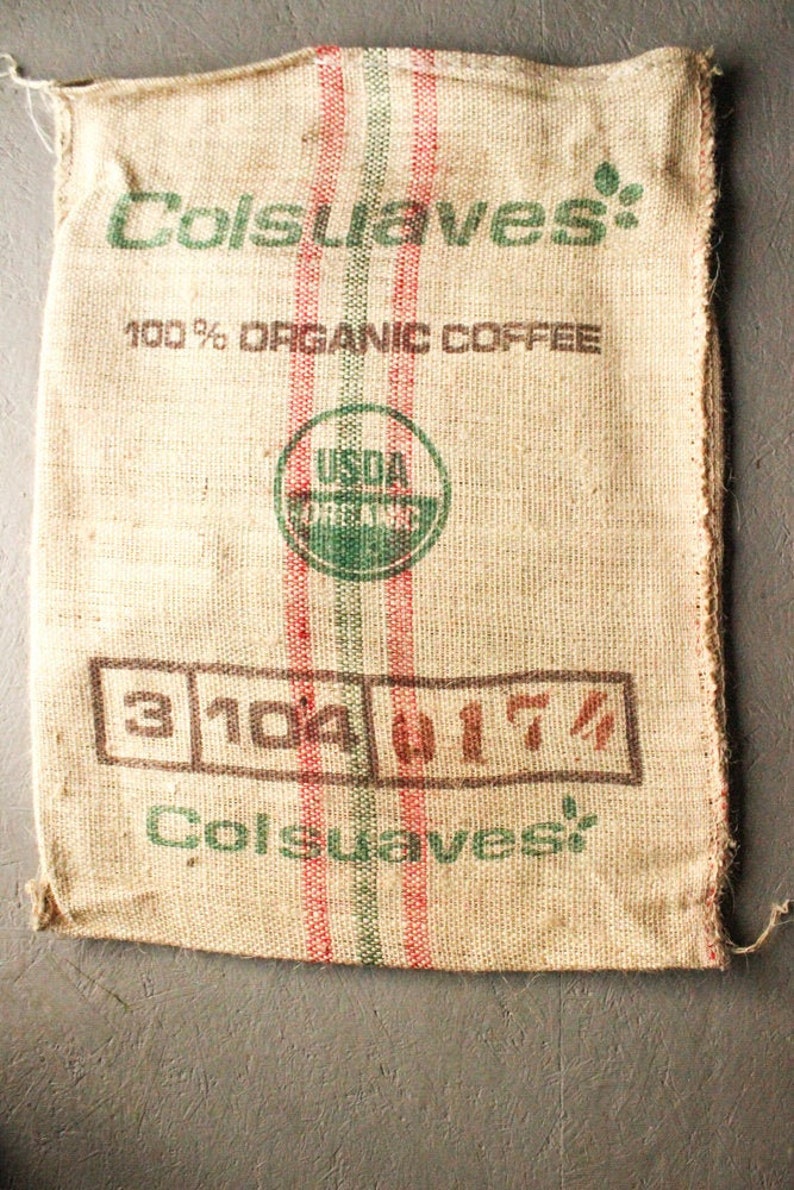 Colsuaves
100% ORGANIC COFFEE
USDA
ORGANIC
3 104 0174
Colsuaves